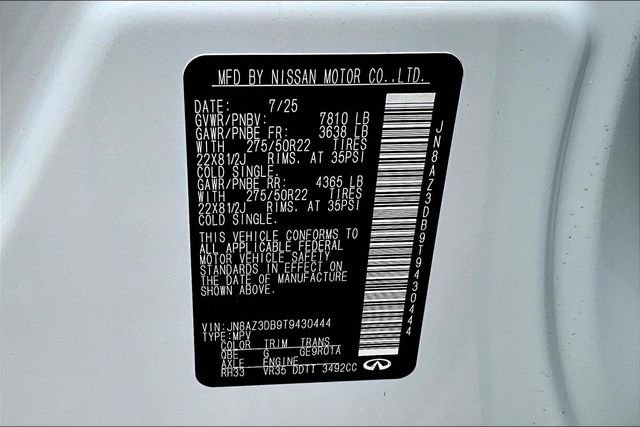 MFD BY NISSAN MOTOR CO.,LTD.
DATE: 7/25
GVWR/PNBV: 7810 LB
GAWR/PNBE FR: 3638 LB
WITH 275/50R22 TIRES
22X81/2J RIMS, AT 35PSI
COLD SINGLE.
GAWR/PNBE RR: 4365 LB
WITH 275/50R22 TIRES
22X81/2J RIMS, AT 35PSI
COLD SINGLE.
THIS VEHICLE CONFORMS TO
ALL APPLICABLE FEDERAL
MOTOR VEHICLE SAFETY
STANDARDS IN EFFECT ON
THE DATE OF MANUFACTURE
SHOWN ABOVE.
VIN: JN8AZ3DB9T9430444
TYPE: MPV
COLOR TRIM TRANS
QBE G GE9R01A
AXLE ENGINE
RH33 VR35 DDTT 3492CC
JN8AZ3DB9T9430444